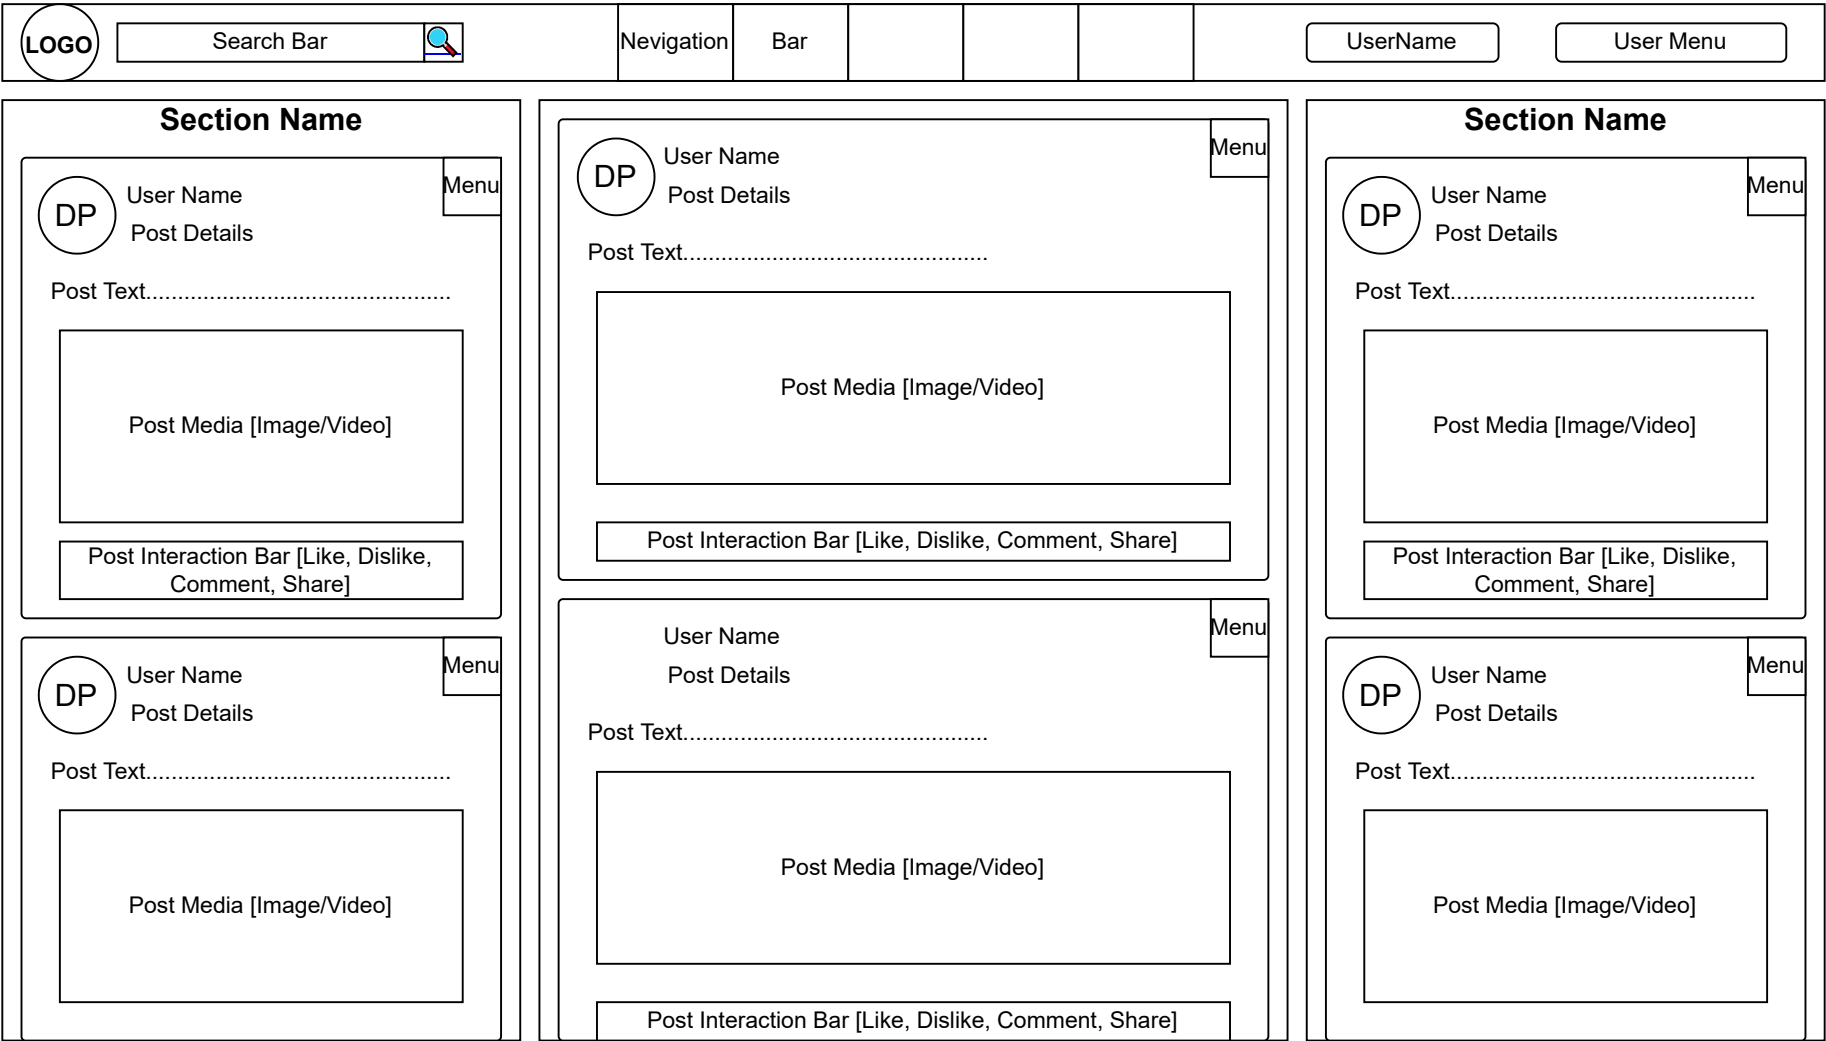 LOGO
Search Bar
Nevigation
Bar
UserName
User Menu
Section Name
Menu
DP
User Name
Post Details
Post Text................................................
Post Media [Image/Video]
Post Interaction Bar [Like, Dislike,
Comment, Share]
Menu
DP
User Name
Post Details
Post Text................................................
Post Media [Image/Video]
Menu
DP
User Name
Post Details
Post Text................................................
Post Media [Image/Video]
Post Interaction Bar [Like, Dislike, Comment, Share]
Menu
User Name
Post Details
Post Text................................................
Post Media [Image/Video]
Post Interaction Bar [Like, Dislike, Comment, Share]
Section Name
Menu
DP
User Name
Post Details
Post Text................................................
Post Media [Image/Video]
Post Interaction Bar [Like, Dislike,
Comment, Share]
Menu
DP
User Name
Post Details
Post Text................................................
Post Media [Image/Video]